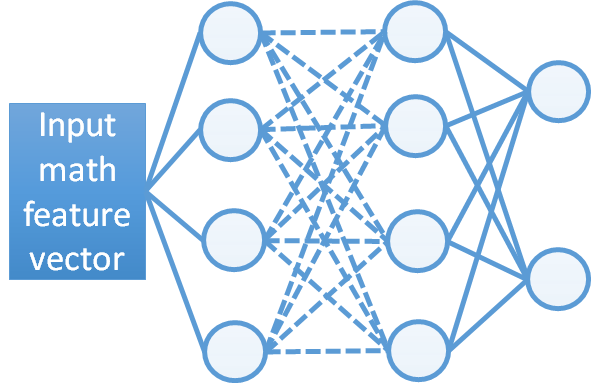 Input
math
feature
vector